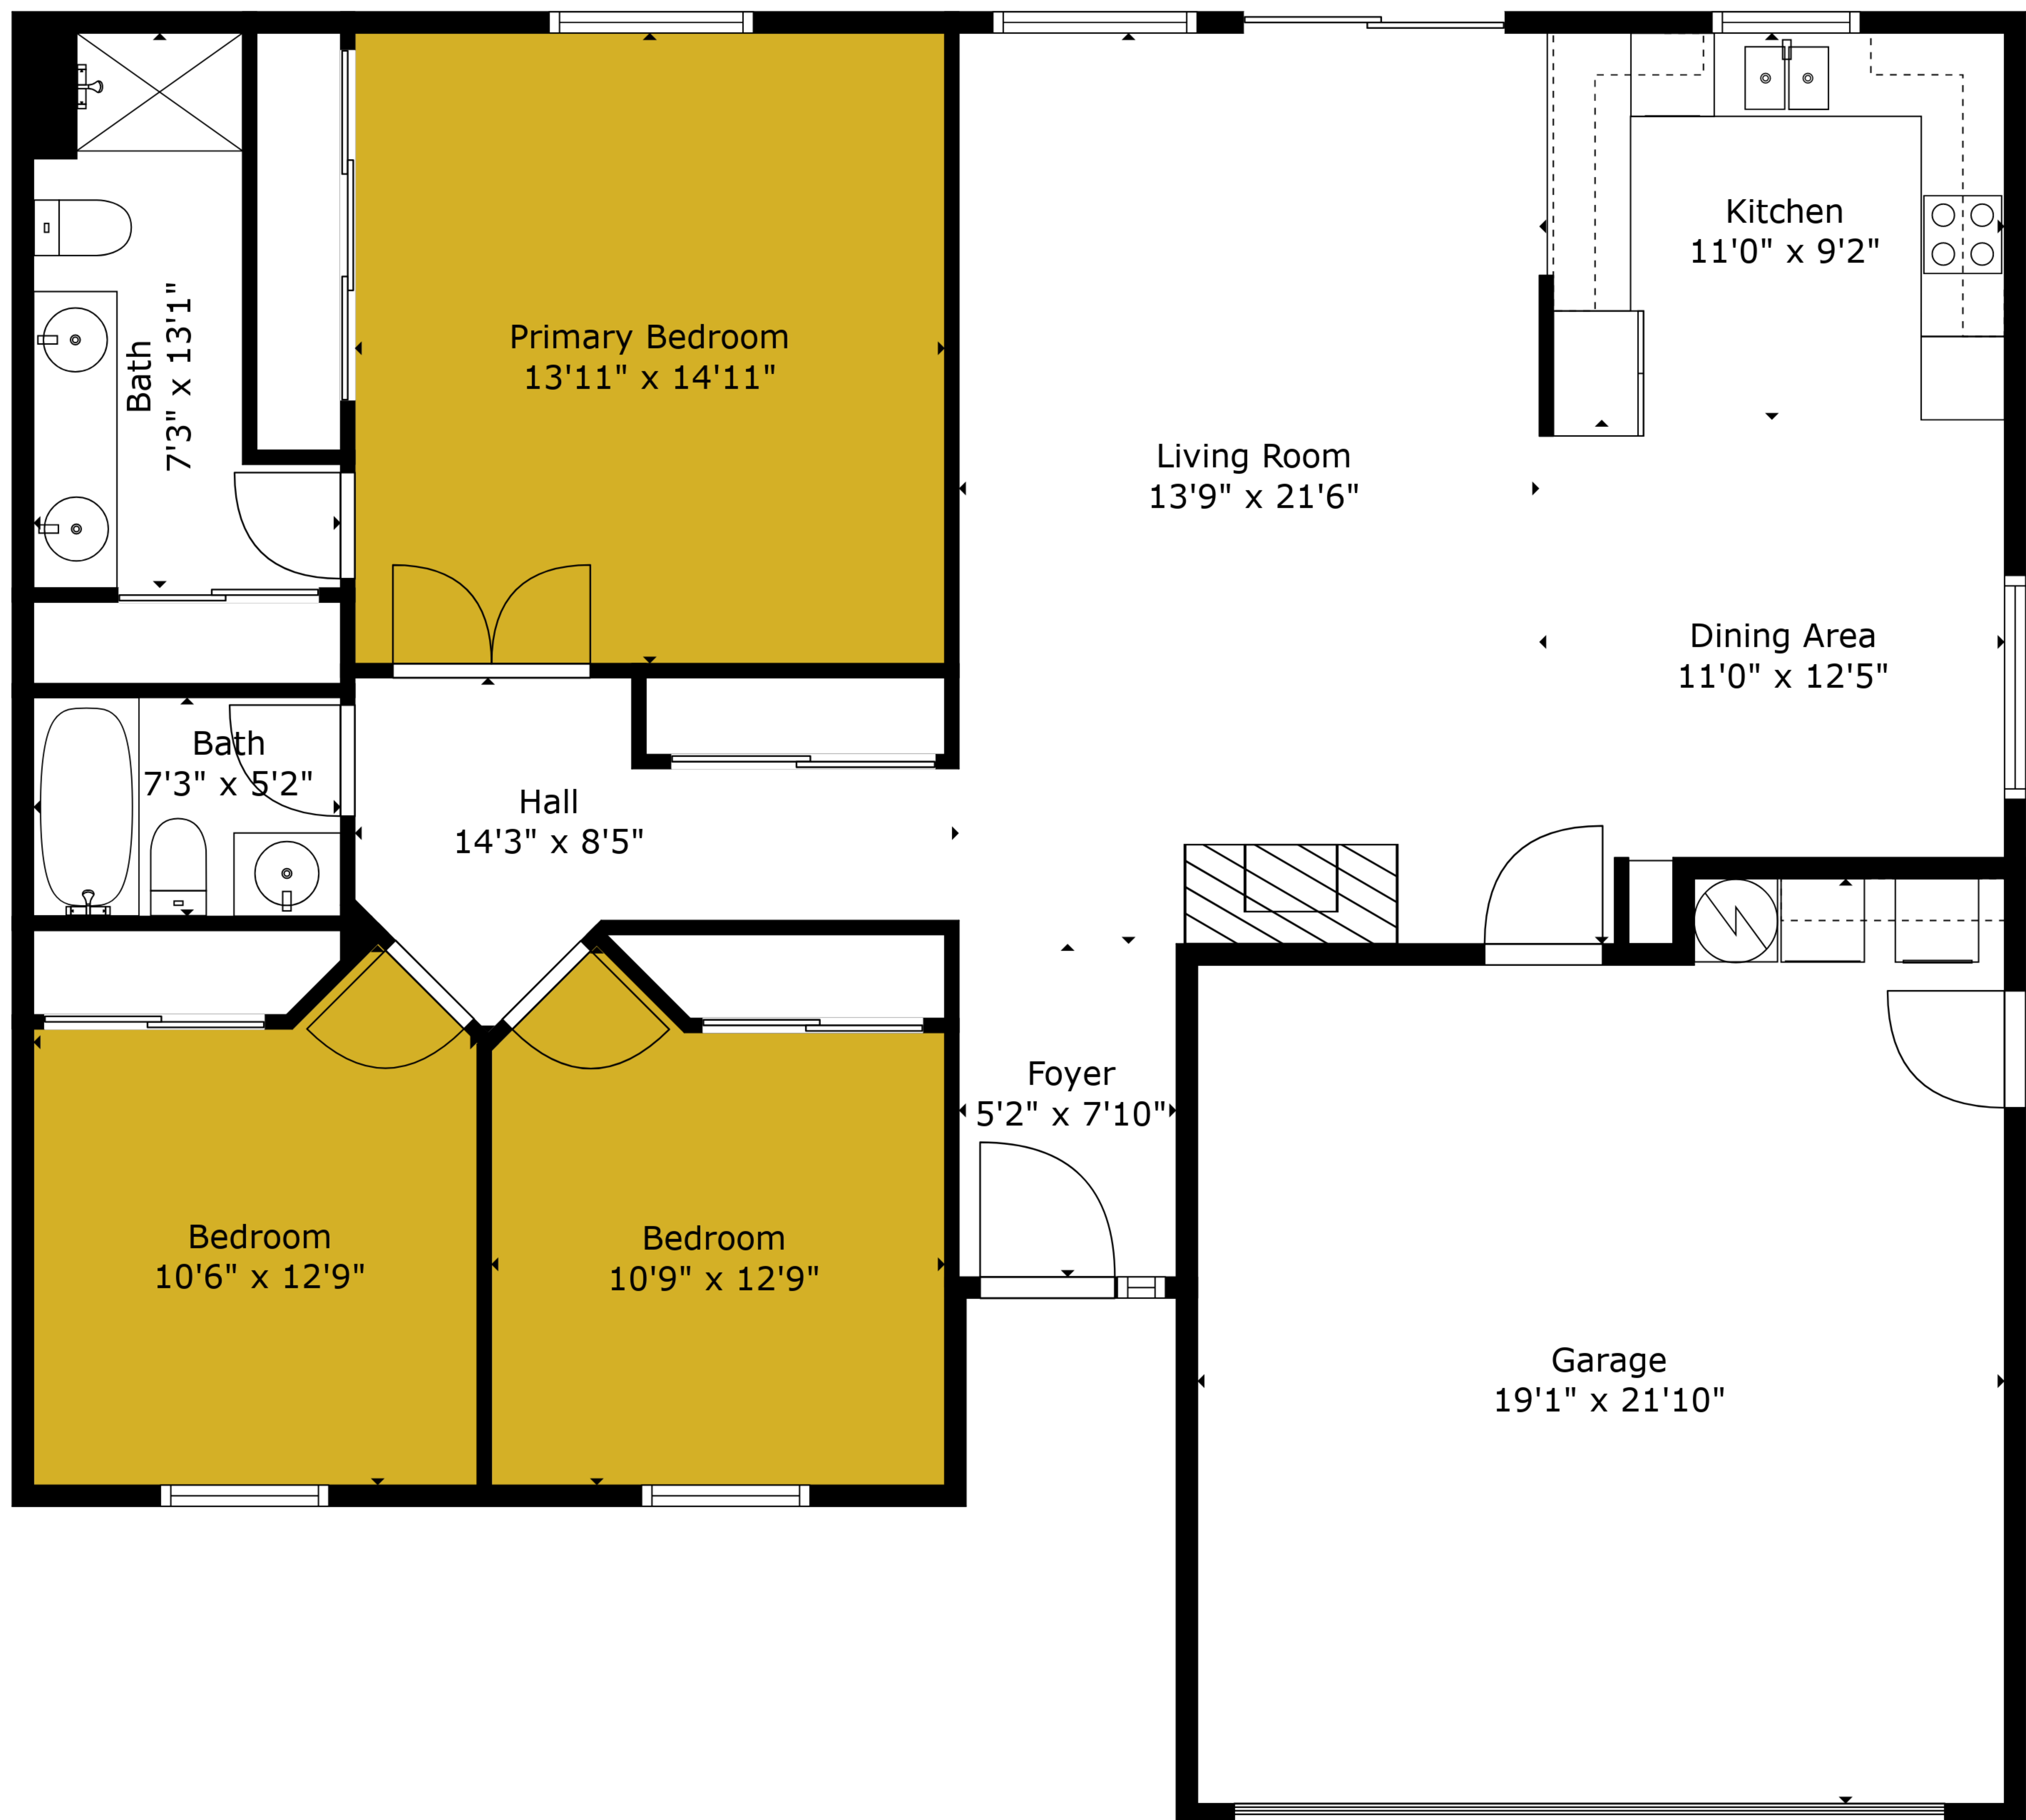 Kitchen
11'0" x 9'2"
Primary Bedroom
13'11" x 14'11"
Bath
7'3" x 13'1"
Living Room
13'9" x 21'6"
Dining Area
11'0" x 12'5"
Bath
7'3" x 5'2"
Hall
14'3" x 8'5"
Foyer
5'2" x 7'10"
Bedroom
10'6" x 12'9"
Bedroom
10'9" x 12'9"
Garage
19'1" x 21'10"